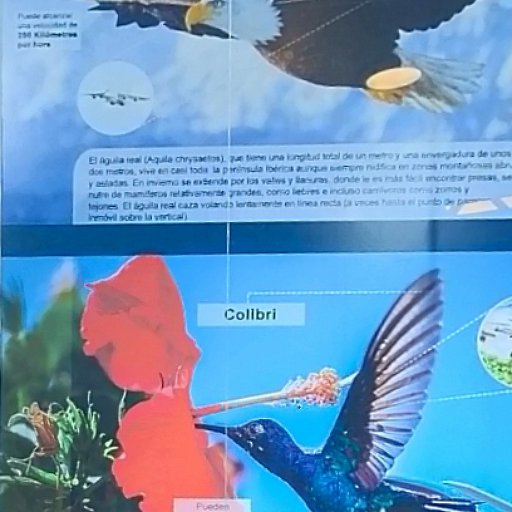 Puede alcanzar
una velocidad de
250 Kilómetros
por hora
El águila real (Aquila chrysaetos), que tiene una longitud total de un metro y una envergadura de unos
dos metros, vive en casi toda la península Ibérica aunque siempre nidifica en zonas montañosas
y aisladas. En invierno se extiende por los valles y llanuras, donde le es más fácil encontrar presas, se
nutre de mamíferos relativamente grandes, como liebres e incluso carnívoros como zorros y
tejones. El águila real caza volando lentamente en línea recta (a veces hasta el punto de
inmóvil sobre la vertical)
Colibrí
Pueden